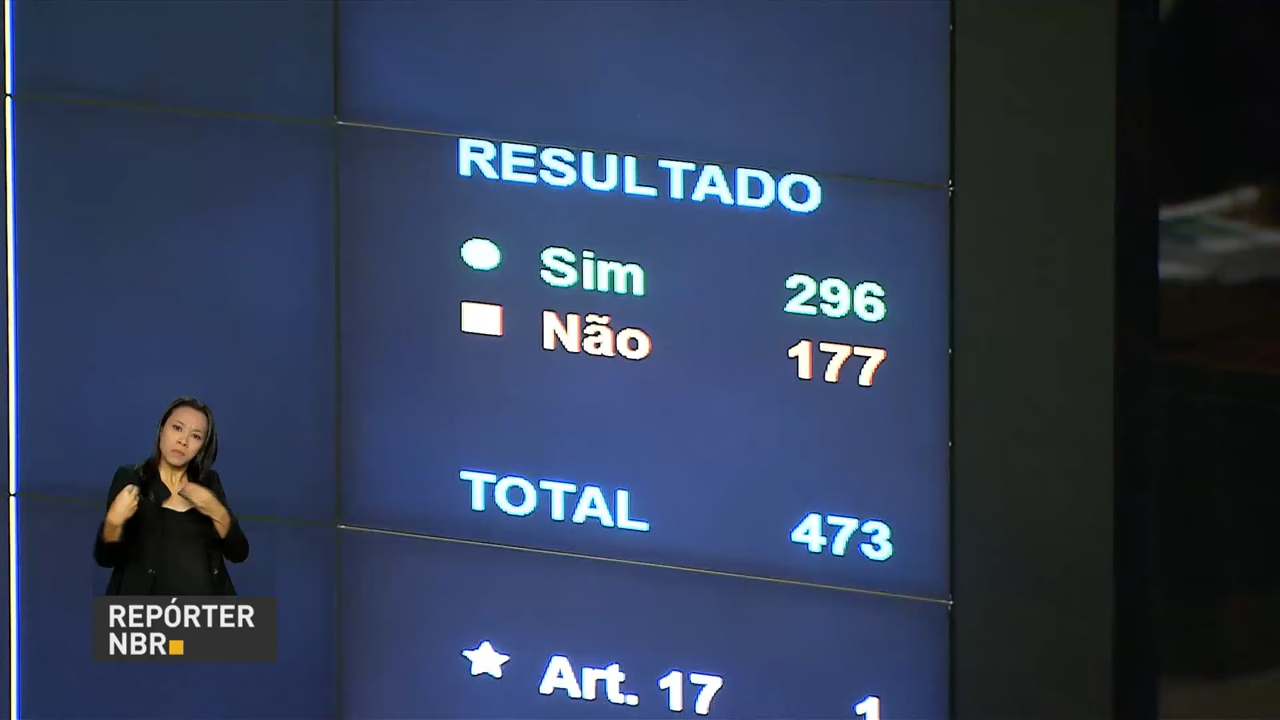 RESULTADO
Sim 296
Não 177
TOTAL 473
Art. 17 1
REPÓRTER
NBR